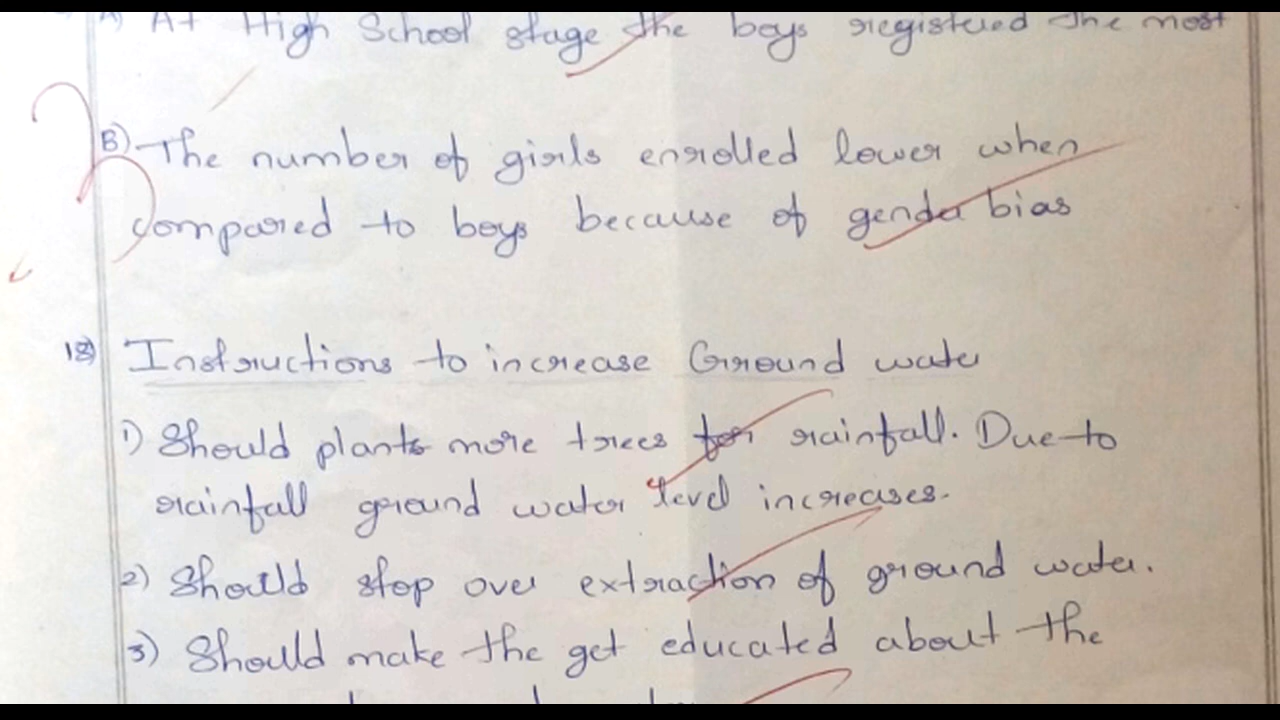 A) At High School stage the boys registered the most
B) The number of girls enrolled lower when
compared to boys because of gender bias
18) Instructions to increase Ground water
1) Should plants more trees for rainfall. Due to
rainfall ground water level increases.
2) Should stop over extraction of ground water.
3) Should make the get educated about the